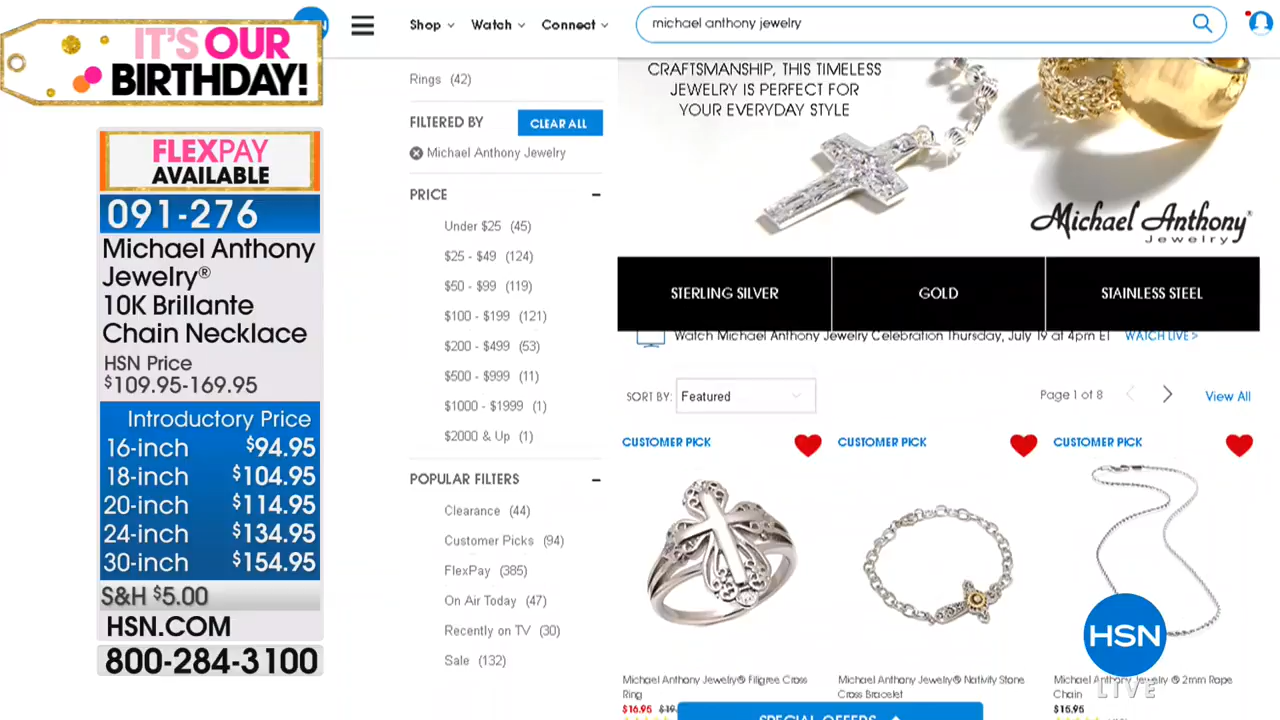 IT'S OUR
BIRTHDAY!
FLEXPAY
AVAILABLE
091-276
Michael Anthony
Jewelry®
10K Brillante
Chain Necklace
HSN Price
$109.95-169.95
Introductory Price
16-inch $94.95
18-inch $104.95
20-inch $114.95
24-inch $134.95
30-inch $154.95
S&H $5.00
HSN.COM
800-284-3100
Shop Watch Connect
michael anthony jewelry
Rings (42)
FILTERED BY CLEAR ALL
Michael Anthony Jewelry
PRICE
Under $25 (45)
$25 - $49 (124)
$50 - $99 (119)
$100 - $199 (121)
$200 - $499 (53)
$500 - $999 (11)
$1000 - $1999 (1)
$2000 & Up (1)
POPULAR FILTERS
Clearance (44)
Customer Picks (94)
FlexPay (385)
On Air Today (47)
Recently on TV (30)
Sale (132)
CRAFTSMANSHIP, THIS TIMELESS
JEWELRY IS PERFECT FOR
YOUR EVERYDAY STYLE
Michael Anthony®
Jewelry
STERLING SILVER GOLD STAINLESS STEEL
Watch Michael Anthony Jewelry Celebration Thursday, July 19 at 4pm ET WATCH LIVE >
SORT BY: Featured Page 1 of 8 View All
CUSTOMER PICK CUSTOMER PICK CUSTOMER PICK
Michael Anthony Jewelry® Filigree Cross
Ring
$16.95
Michael Anthony Jewelry® Nativity Stone
Cross Bracelet
Michael Anthony Jewelry ® 2mm Rope
Chain
$15.95
SPECIAL OFFERS
HSN
LIVE